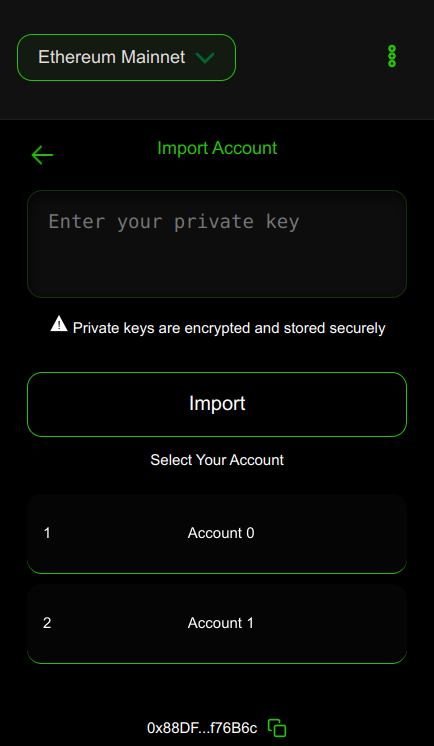 Ethereum Mainnet
Import Account
Enter your private key
Private keys are encrypted and stored securely
Import
Select Your Account
1 Account 0
2 Account 1
0x88DF...f76B6c